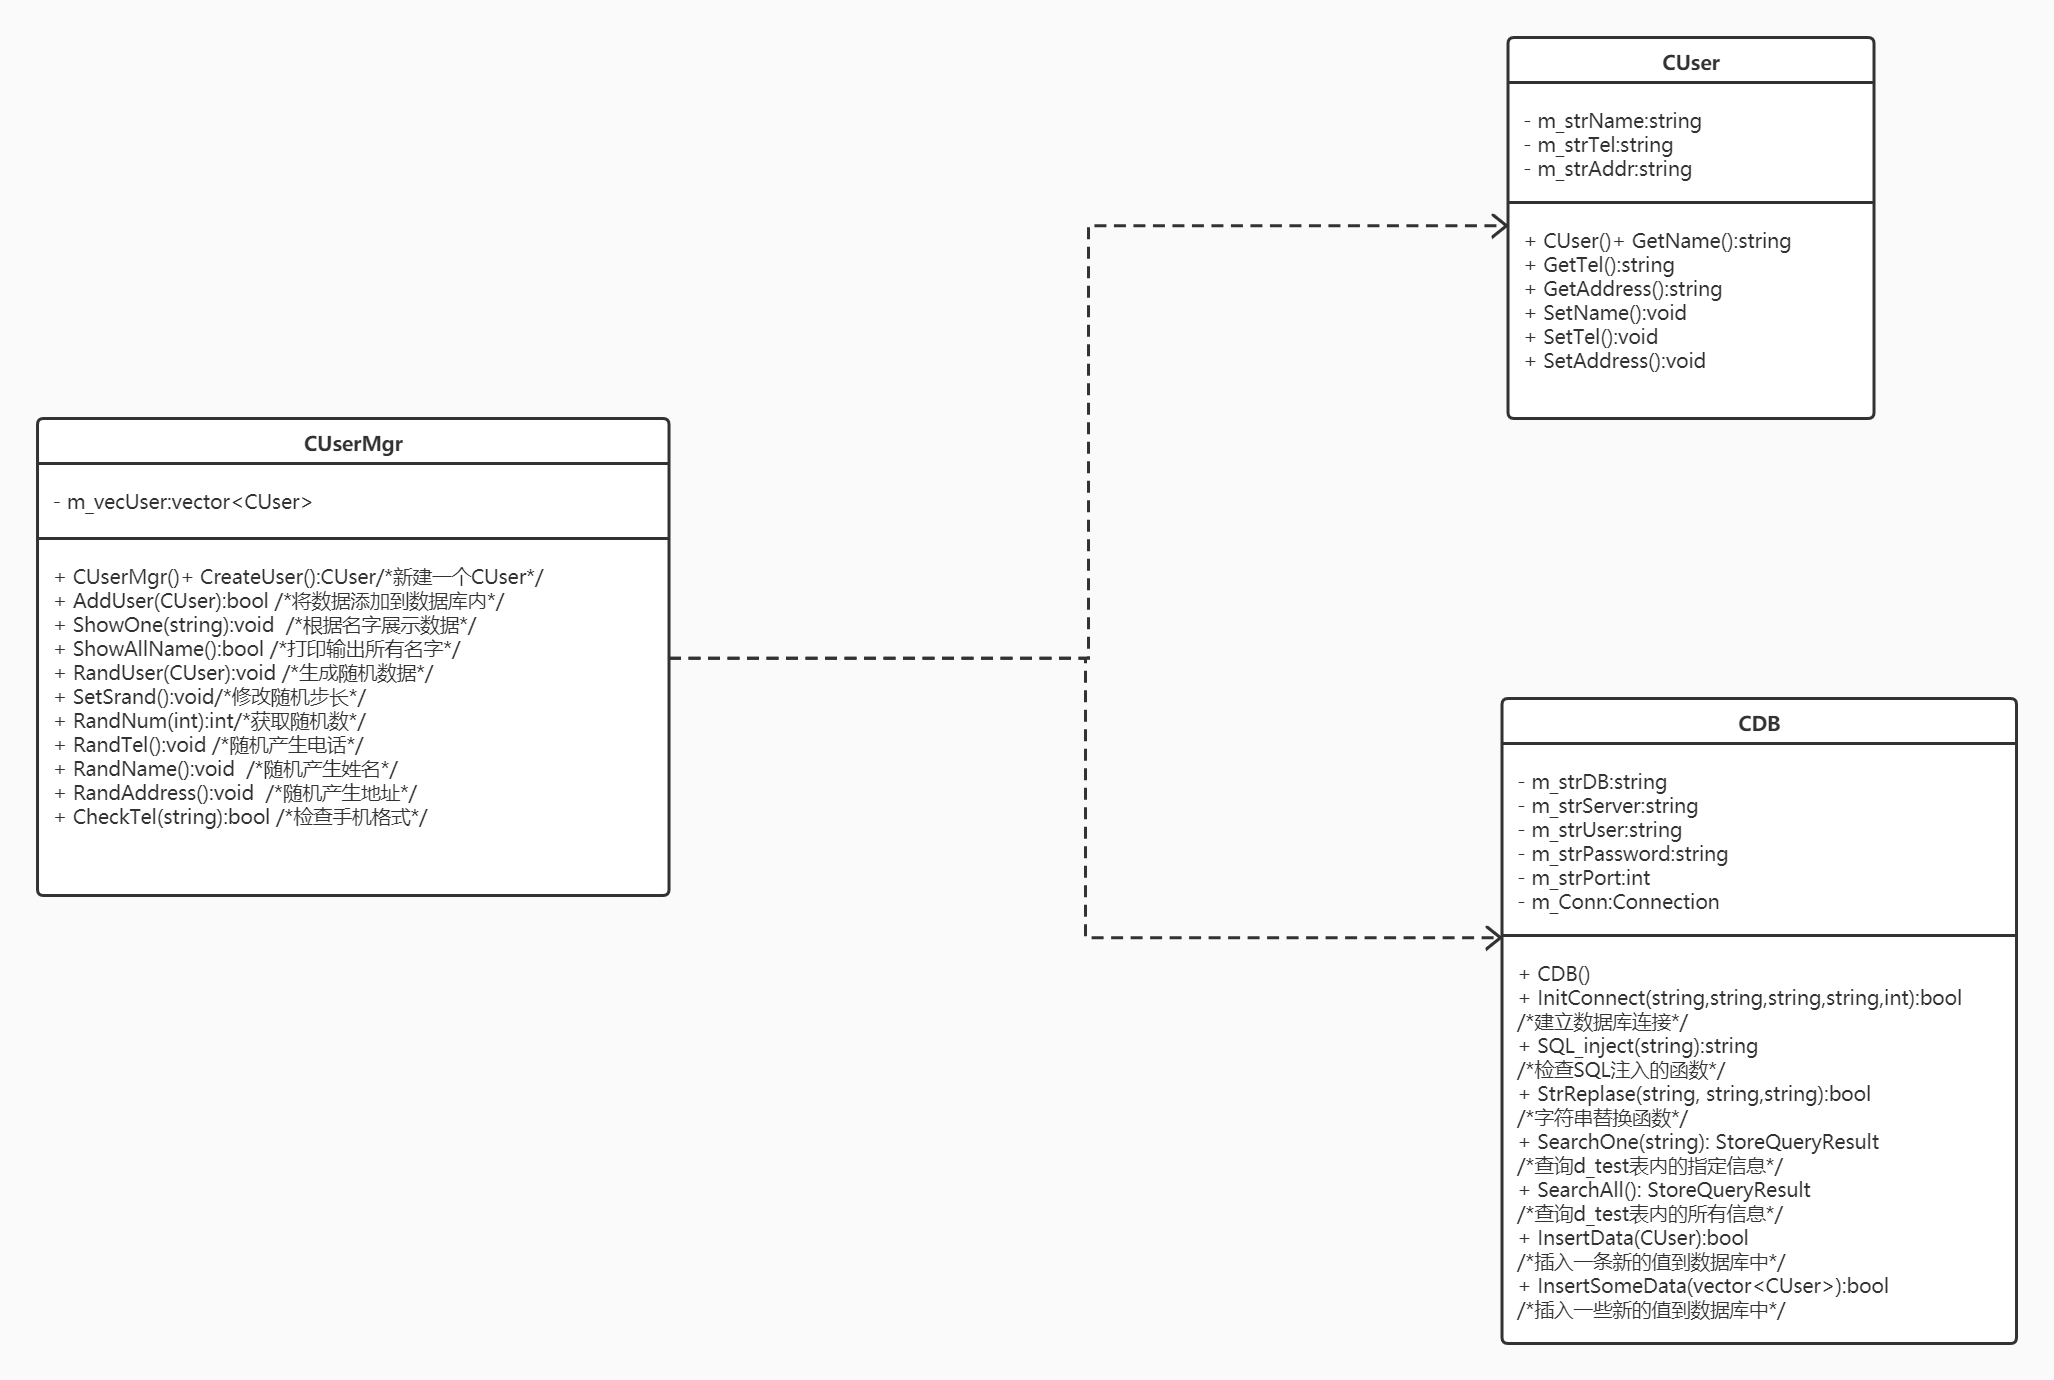 CUser
- m_strName:string
- m_strTel:string
- m_strAddr:string
+ CUser()+ GetName():string
+ GetTel():string
+ GetAddress():string
+ SetName():void
+ SetTel():void
+ SetAddress():void
CUserMgr
- m_vecUser:vector<CUser>
+ CUserMgr()+ CreateUser():CUser/*新建一个CUser*/
+ AddUser(CUser):bool /*将数据添加到数据库内*/
+ ShowOne(string):void  /*根据名字展示数据*/
+ ShowAllName():bool /*打印输出所有名字*/
+ RandUser(CUser):void /*生成随机数据*/
+ SetSrand():void/*修改随机步长*/
+ RandNum(int):int/*获取随机数*/
+ RandTel():void /*随机产生电话*/
+ RandName():void  /*随机产生姓名*/
+ RandAddress():void  /*随机产生地址*/
+ CheckTel(string):bool /*检查手机格式*/
CDB
- m_strDB:string
- m_strServer:string
- m_strUser:string
- m_strPassword:string
- m_strPort:int
- m_Conn:Connection
+ CDB()
+ InitConnect(string,string,string,string,int):bool
/*建立数据库连接*/
+ SQL_inject(string):string
/*检查SQL注入的函数*/
+ StrReplase(string, string,string):bool
/*字符串替换函数*/
+ SearchOne(string): StoreQueryResult
/*查询d_test表内的指定信息*/
+ SearchAll(): StoreQueryResult
/*查询d_test表内的所有信息*/
+ InsertData(CUser):bool
/*插入一条新的值到数据库中*/
+ InsertSomeData(vector<CUser>):bool
/*插入一些新的值到数据库中*/